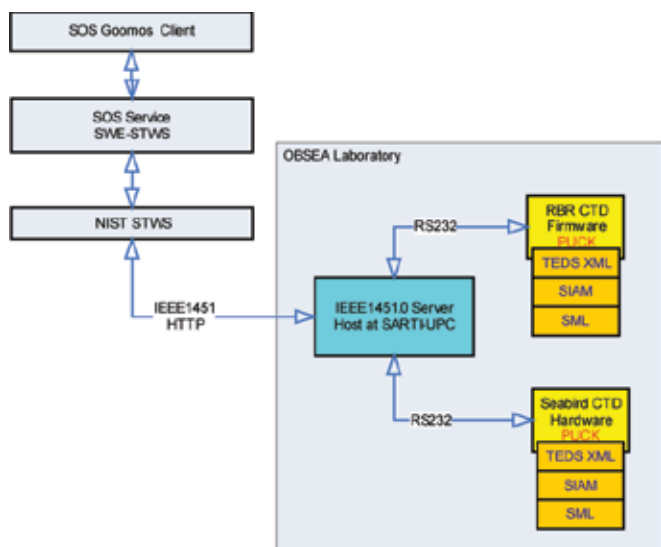 SOS Goomos Client
SOS Service
SWE-STWS
NIST STWS
OBSEA Laboratory
RS232
RBR CTD
Firmware
PUCK
TEDS XML
SIAM
SML
IEEE1451
HTTP
IEEE1451.0 Server
Host at SARTI-UPC
RS232
Seabird CTD
Hardware
PUCK
TEDS XML
SIAM
SML